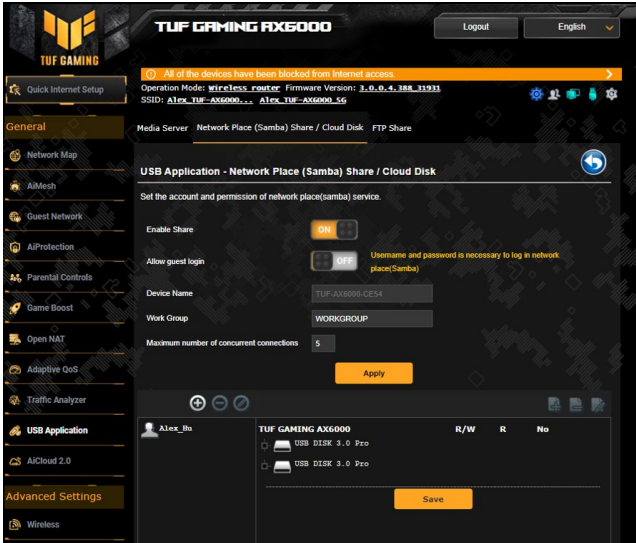 TUF GAMING AX6000
Logout
English
TUF GAMING
All of the devices have been blocked from Internet access.
Quick Internet Setup
Operation Mode: Wireless router Firmware Version: 3.0.0.4.388_31931
SSID: Alex_TUF-AX6000... Alex_TUF-AX6000_5G
General
Media Server Network Place (Samba) Share / Cloud Disk FTP Share
Network Map
AiMesh
Guest Network
AiProtection
Parental Controls
Game Boost
Open NAT
Adaptive QoS
Traffic Analyzer
USB Application
AiCloud 2.0
Advanced Settings
Wireless
USB Application - Network Place (Samba) Share / Cloud Disk
Set the account and permission of network place(samba) service.
Enable Share ON
Allow guest login OFF
Username and password is necessary to log in network
place(Samba)
Device Name TUF-AX6000-CE54
Work Group WORKGROUP
Maximum number of concurrent connections 5
Apply
Alex_Hu
TUF GAMING AX6000 R/W R No
USB DISK 3.0 Pro
USB DISK 3.0 Pro
Save